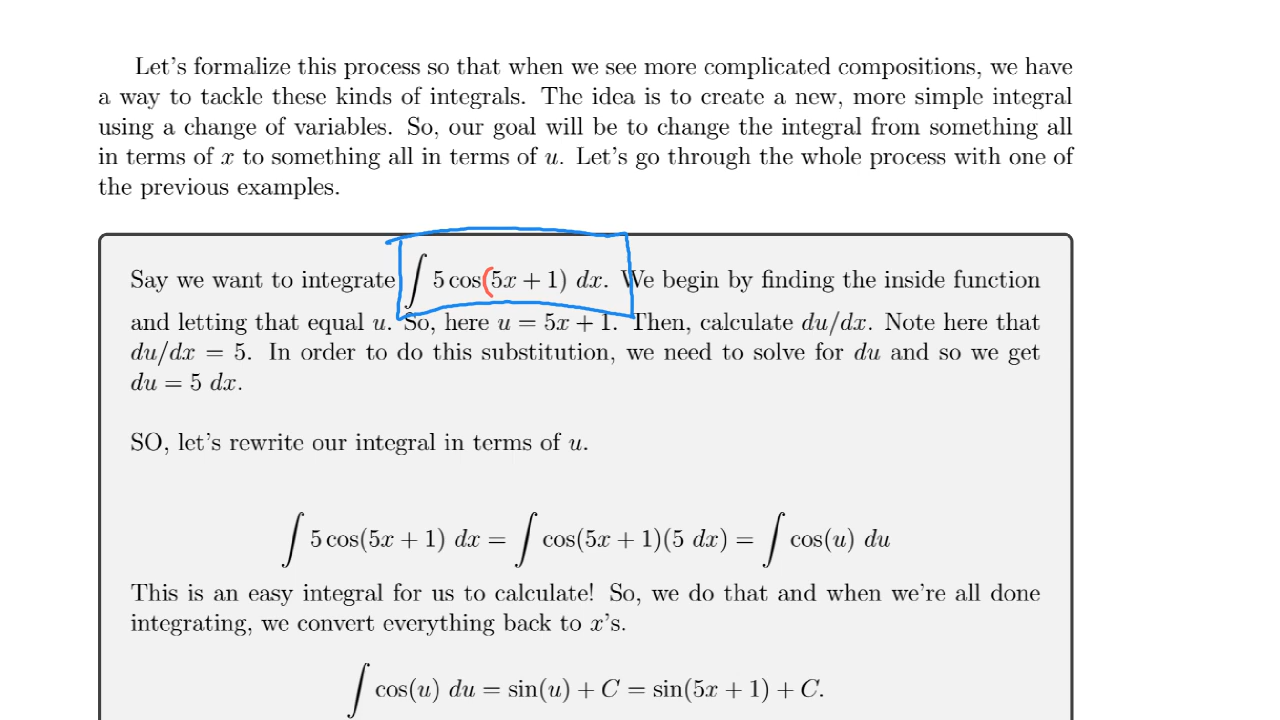 Let's formalize this process so that when we see more complicated compositions, we have
a way to tackle these kinds of integrals. The idea is to create a new, more simple integral
using a change of variables. So, our goal will be to change the integral from something all
in terms of x to something all in terms of u. Let's go through the whole process with one of
the previous examples.
Say we want to integrate ∫ 5 cos(5x + 1) dx. We begin by finding the inside function
and letting that equal u. So, here u = 5x + 1. Then, calculate du/dx. Note here that
du/dx = 5. In order to do this substitution, we need to solve for du and so we get
du = 5 dx.
SO, let's rewrite our integral in terms of u.
∫ 5 cos(5x + 1) dx = ∫ cos(5x + 1)(5 dx) = ∫ cos(u) du
This is an easy integral for us to calculate! So, we do that and when we're all done
integrating, we convert everything back to x's.
∫ cos(u) du = sin(u) + C = sin(5x + 1) + C.